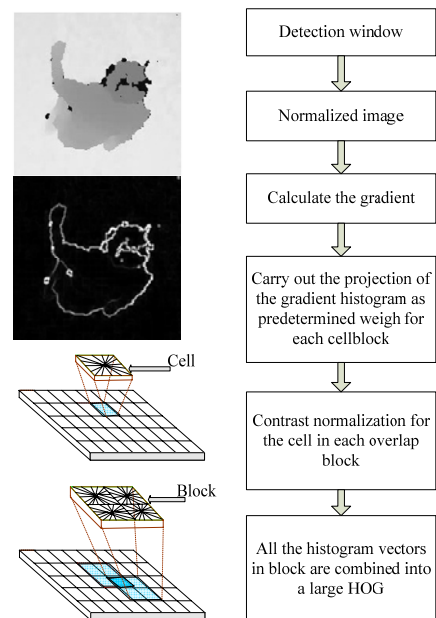 Detection window
Normalized image
Calculate the gradient
Carry out the projection of
the gradient histogram as
predetermined weigh for
each cellblock
Cell
Contrast normalization for
the cell in each overlap
block
Block
All the histogram vectors
in block are combined into
a large HOG